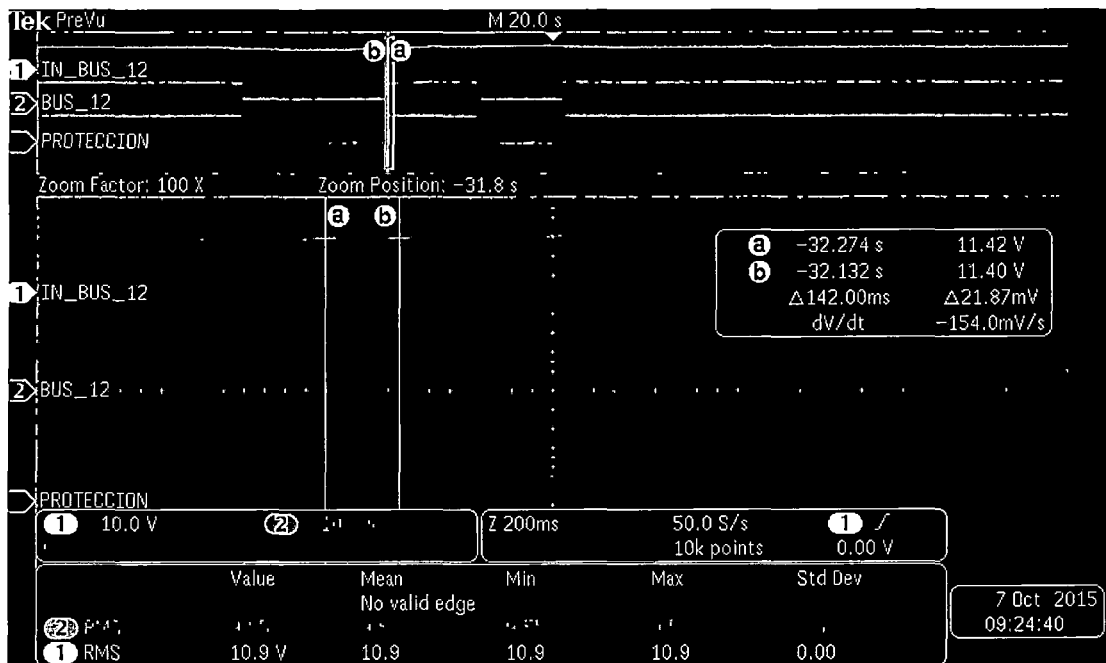 Tek PreVu M 20.0 s
b a
1 IN_BUS_12
2 BUS_12
PROTECCION
Zoom Factor: 100 X Zoom Position: -31.8 s
a b
a -32.274 s 11.42 V
b -32.132 s 11.40 V
Δ142.00ms Δ21.87mV
dV/dt -154.0mV/s
1 IN_BUS_12
2 BUS_12
PROTECCION
1 10.0 V 2
Z 200ms 50.0 S/s 1
10k points 0.00 V
Value Mean Min Max Std Dev
No valid edge
2
1 RMS 10.9 V 10.9 10.9 10.9 0.00
7 Oct 2015
09:24:40